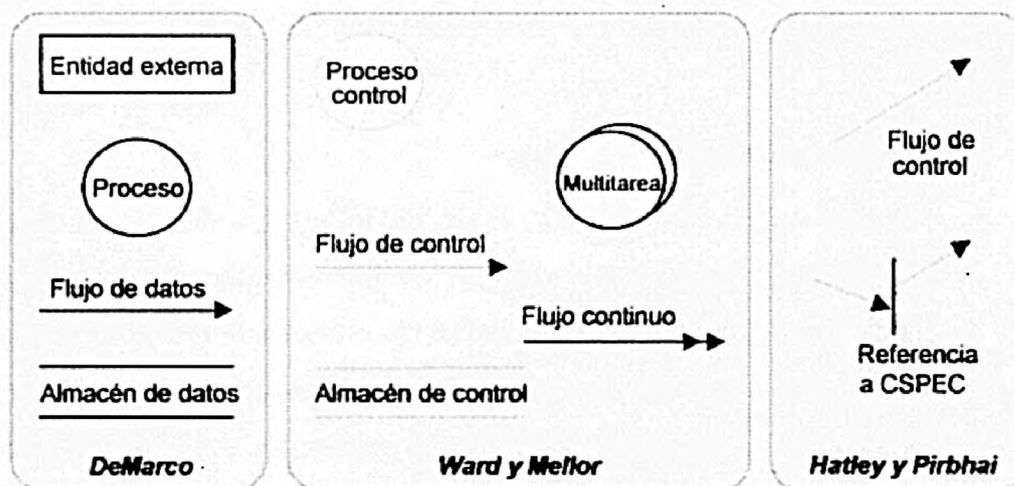 Entidad externa
Proceso
Flujo de datos
Almacén de datos
DeMarco
Proceso
control
Multitarea
Flujo de control
Flujo continuo
Almacén de control
Ward y Mellor
Flujo de
control
Referencia
a CSPEC
Hatley y Pirbhai